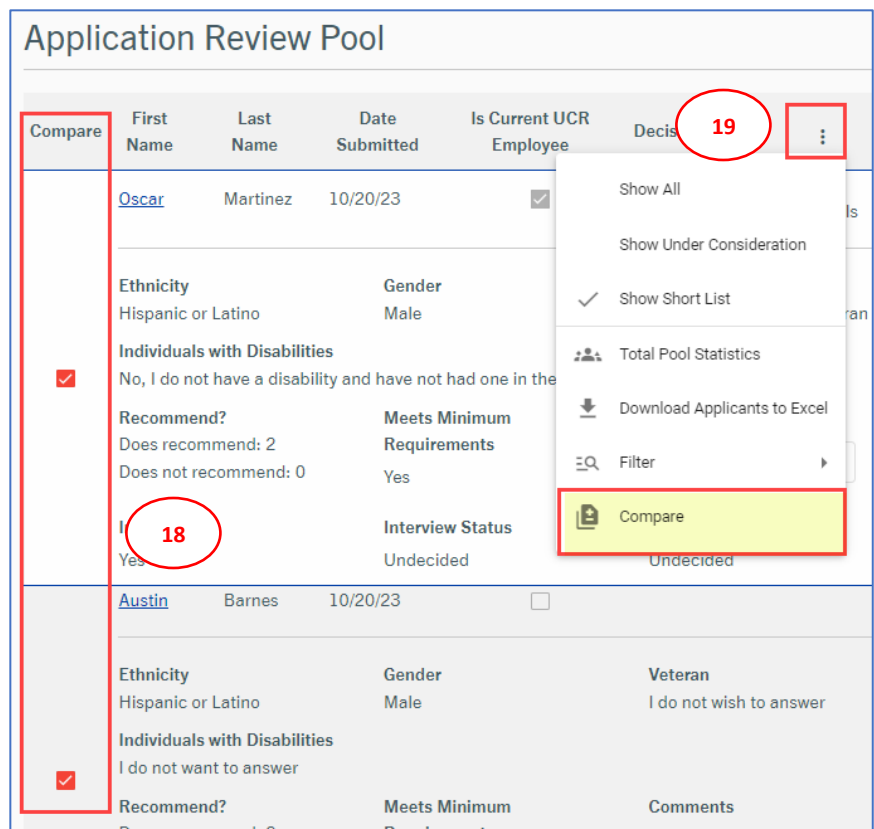 Application Review Pool
Compare
First Name
Last Name
Date Submitted
Is Current UCR Employee
19
Oscar Martinez 10/20/23
Show All
Show Under Consideration
Show Short List
Total Pool Statistics
Download Applicants to Excel
Filter
Compare
Ethnicity
Hispanic or Latino
Gender
Male
Individuals with Disabilities
No, I do not have a disability and have not had one in the
Recommend?
Does recommend: 2
Does not recommend: 0
Meets Minimum
Requirements
Yes
18
Yes
Interview Status
Undecided
Undecided
Austin Barnes 10/20/23
Ethnicity
Hispanic or Latino
Gender
Male
Veteran
I do not wish to answer
Individuals with Disabilities
I do not want to answer
Recommend?
Meets Minimum
Comments